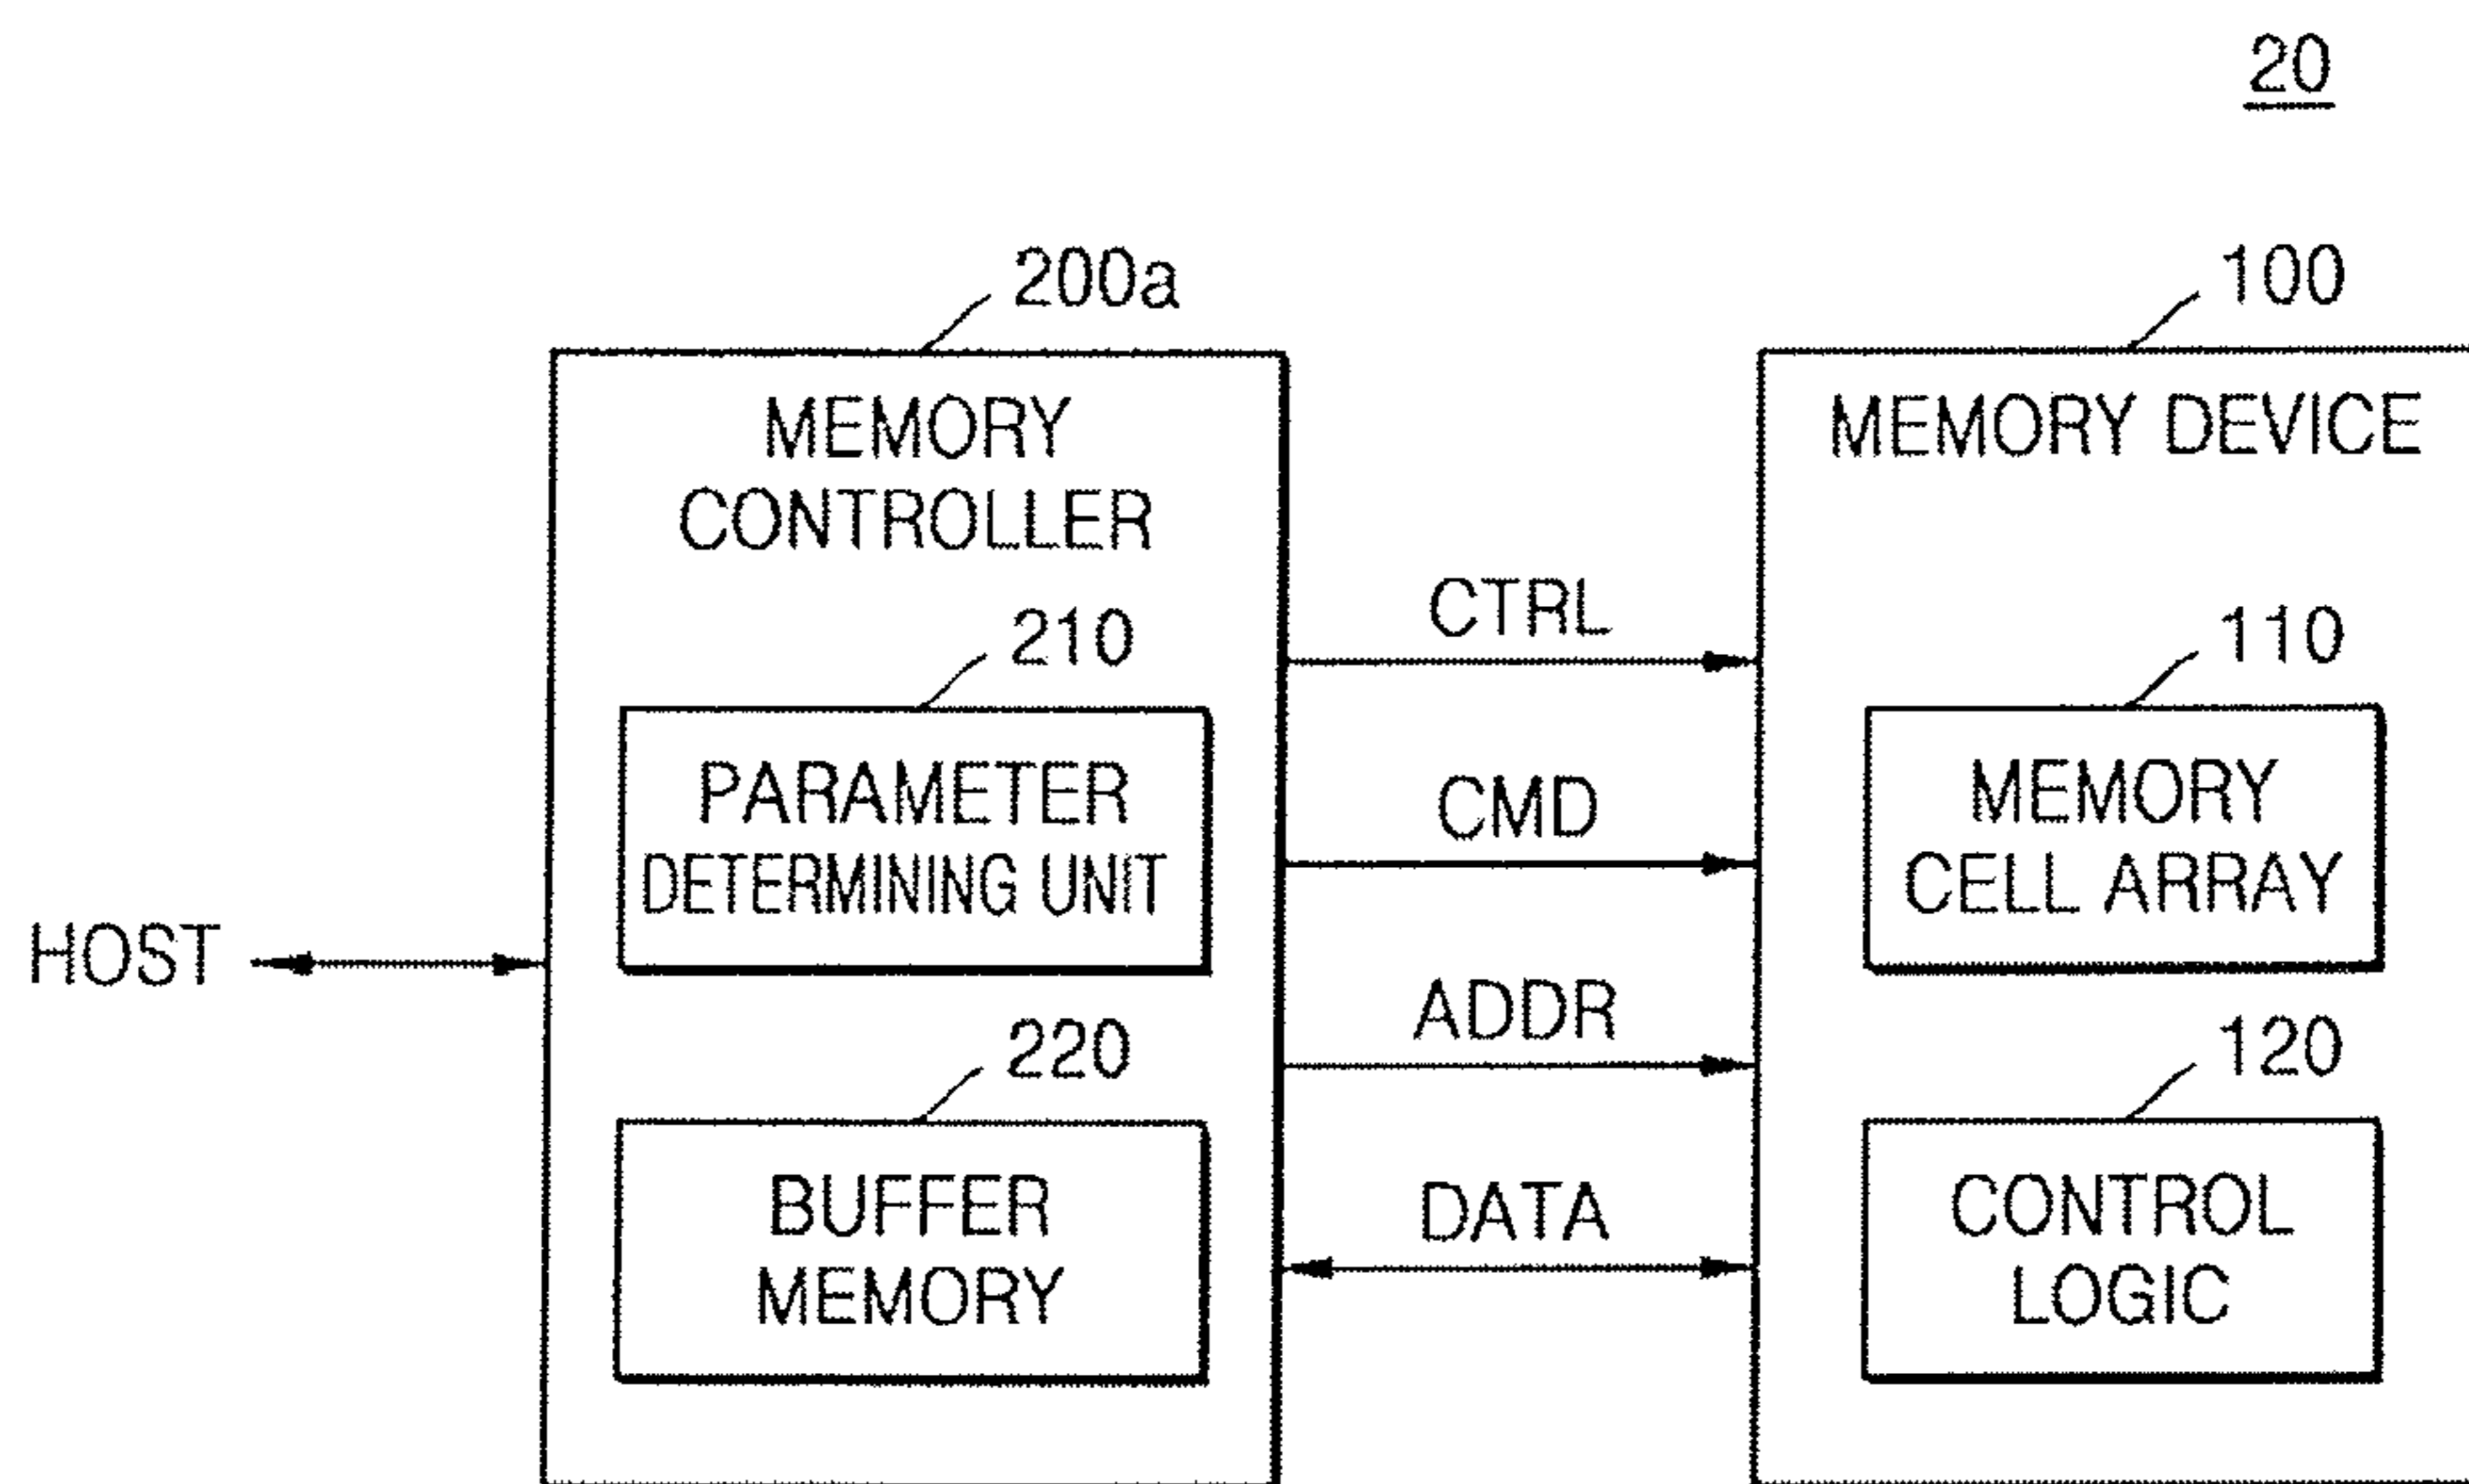 20
200a
MEMORY
CONTROLLER
210
PARAMETER
DETERMINING UNIT
220
BUFFER
MEMORY
HOST
CTRL
CMD
ADDR
DATA
100
MEMORY DEVICE
110
MEMORY
CELL ARRAY
120
CONTROL
LOGIC